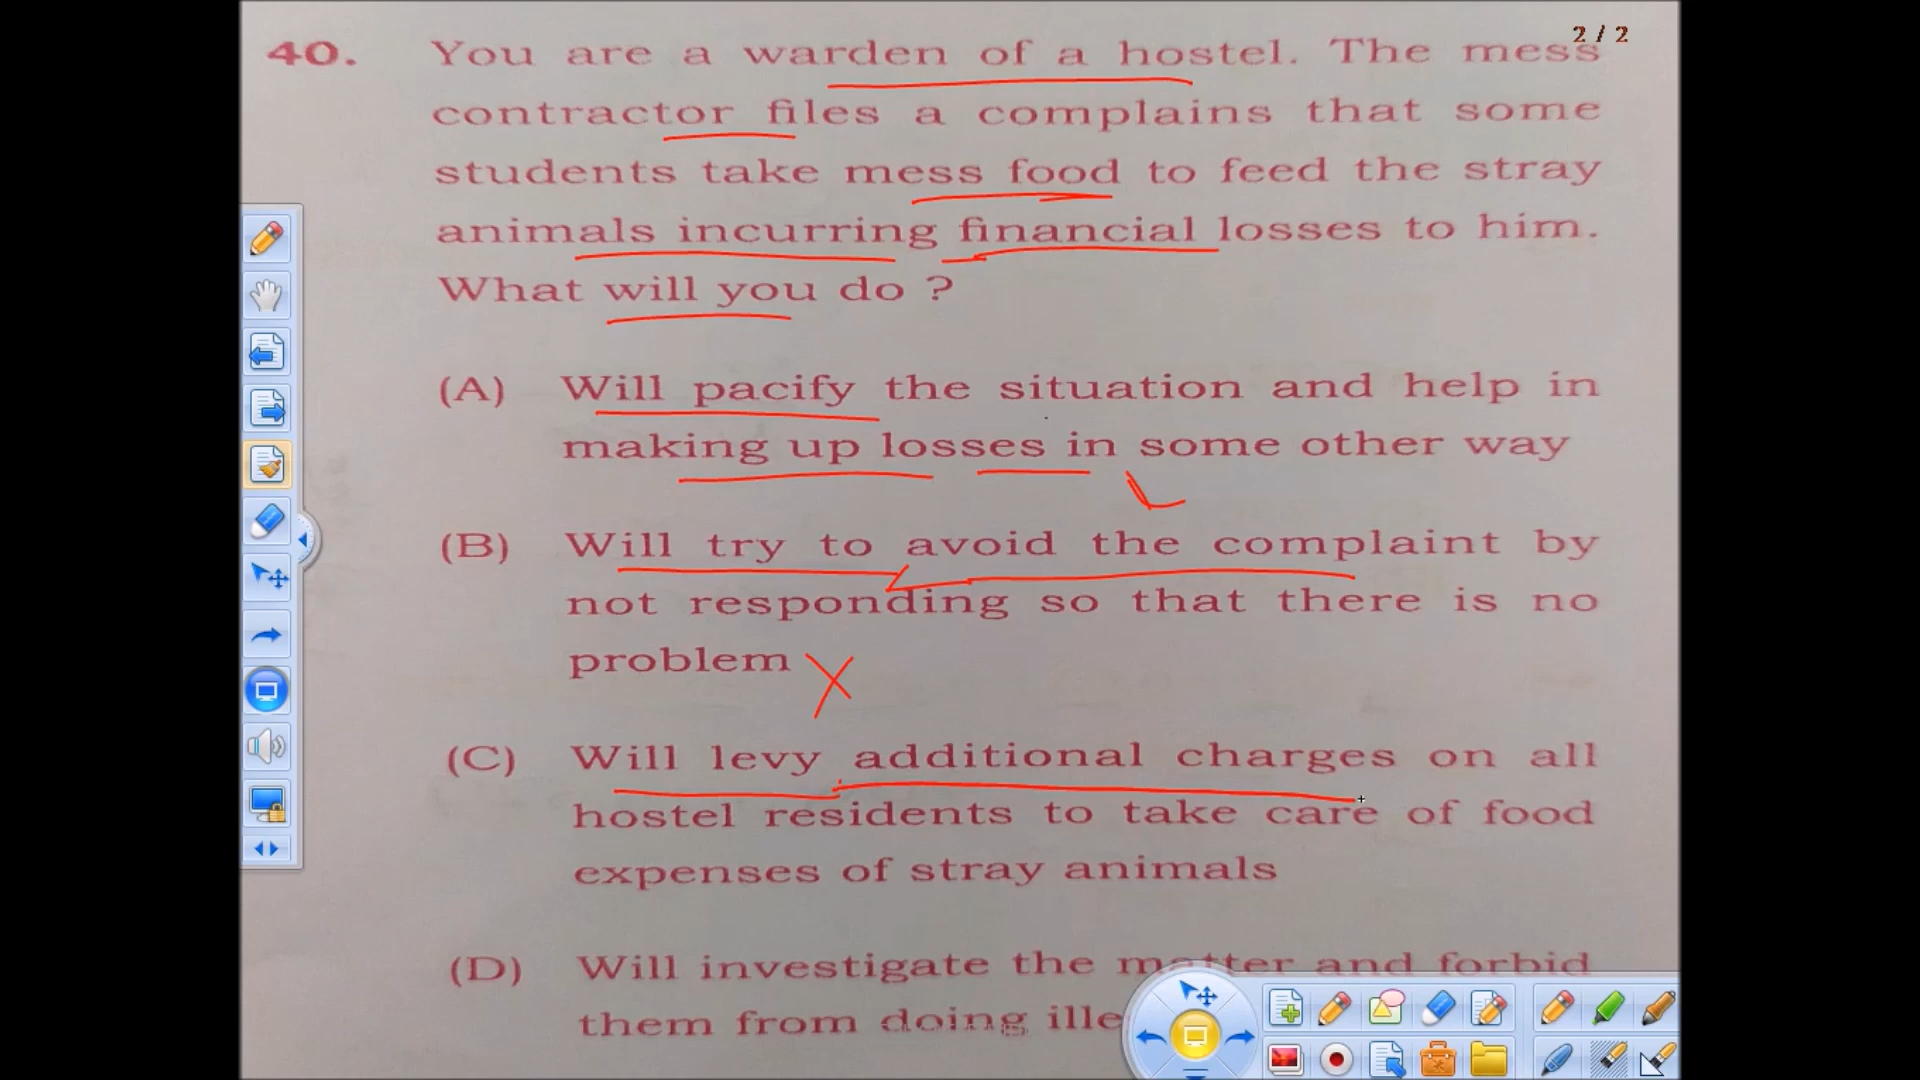 2 / 2
40. You are a warden of a hostel. The mess
contractor files a complains that some
students take mess food to feed the stray
animals incurring financial losses to him.
What will you do ?
(A) Will pacify the situation and help in
making up losses in some other way
(B) Will try to avoid the complaint by
not responding so that there is no
problem
(C) Will levy additional charges on all
hostel residents to take care of food
expenses of stray animals
(D) Will investigate the matter and forbid
them from doing ille